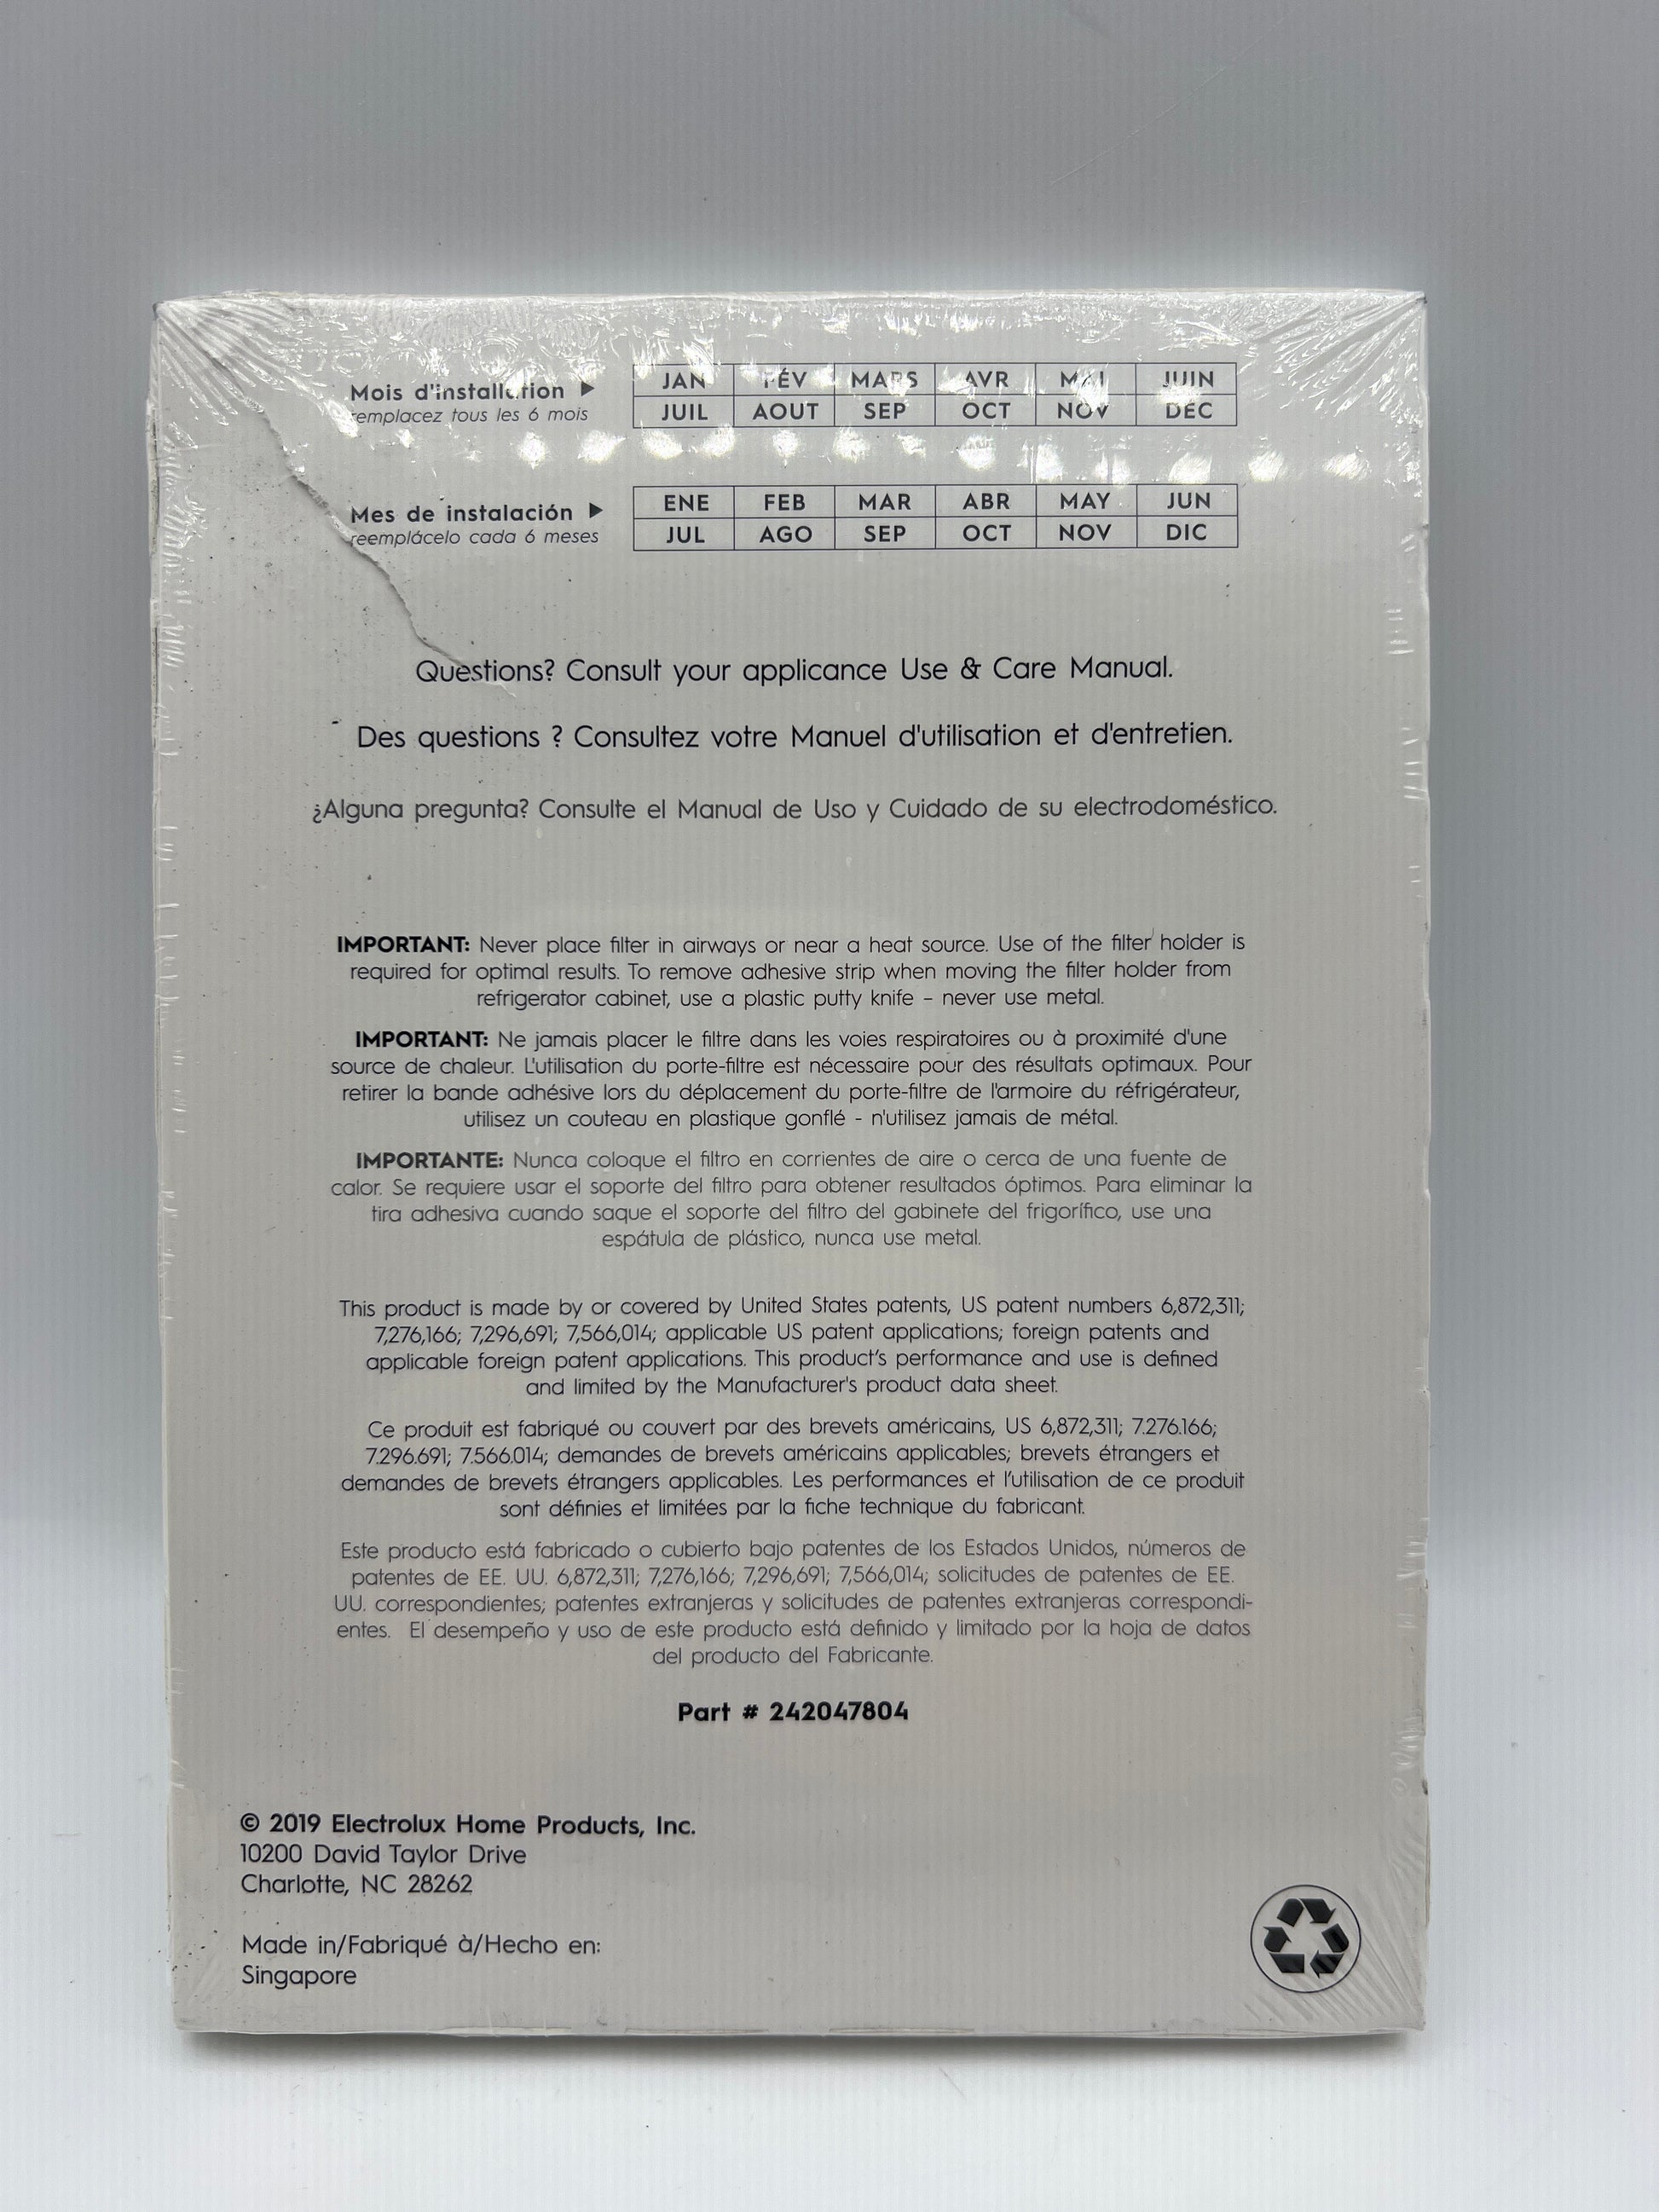 Mois d'installation ▶
remplacez tous les 6 mois
JAN FÉV MARS AVR MAI JUIN
JUIL AOUT SEP OCT NOV DÉC
Mes de instalación ▶
reemplácelo cada 6 meses
ENE FEB MAR ABR MAY JUN
JUL AGO SEP OCT NOV DIC
Questions? Consult your applicance Use & Care Manual.
Des questions ? Consultez votre Manuel d'utilisation et d'entretien.
¿Alguna pregunta? Consulte el Manual de Uso y Cuidado de su electrodoméstico.
IMPORTANT: Never place filter in airways or near a heat source. Use of the filter holder is
required for optimal results. To remove adhesive strip when moving the filter holder from
refrigerator cabinet, use a plastic putty knife – never use metal.
IMPORTANT: Ne jamais placer le filtre dans les voies respiratoires ou à proximité d'une
source de chaleur. L'utilisation du porte-filtre est nécessaire pour des résultats optimaux. Pour
retirer la bande adhésive lors du déplacement du porte-filtre de l'armoire du réfrigérateur,
utilisez un couteau en plastique gonflé - n'utilisez jamais de métal.
IMPORTANTE: Nunca coloque el filtro en corrientes de aire o cerca de una fuente de
calor. Se requiere usar el soporte del filtro para obtener resultados óptimos. Para eliminar la
tira adhesiva cuando saque el soporte del filtro del gabinete del frigorífico, use una
espátula de plástico, nunca use metal.
This product is made by or covered by United States patents, US patent numbers 6,872,311;
7,276,166; 7,296,691; 7,566,014; applicable US patent applications; foreign patents and
applicable foreign patent applications. This product's performance and use is defined
and limited by the Manufacturer's product data sheet.
Ce produit est fabriqué ou couvert par des brevets américains, US 6,872,311; 7.276.166;
7.296.691; 7.566.014; demandes de brevets américains applicables; brevets étrangers et
demandes de brevets étrangers applicables. Les performances et l'utilisation de ce produit
sont définies et limitées par la fiche technique du fabricant.
Este producto está fabricado o cubierto bajo patentes de los Estados Unidos, números de
patentes de EE. UU. 6,872,311; 7,276,166; 7,296,691; 7,566,014; solicitudes de patentes de EE.
UU. correspondientes; patentes extranjeras y solicitudes de patentes extranjeras correspondi-
entes. El desempeño y uso de este producto está definido y limitado por la hoja de datos
del producto del Fabricante.
Part # 242047804
© 2019 Electrolux Home Products, Inc.
10200 David Taylor Drive
Charlotte, NC 28262
Made in/Fabriqué à/Hecho en:
Singapore